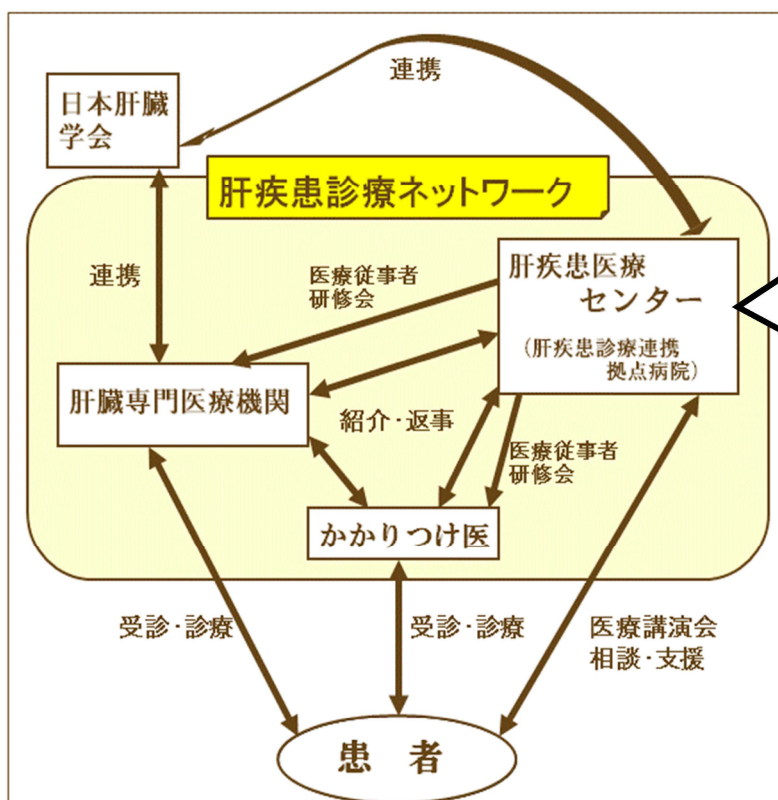 連携
日本肝臓
学会
肝疾患診療ネットワーク
連携
医療従事者
研修会
肝疾患医療
センター
（肝疾患診療連携
拠点病院）
肝臓専門医療機関
紹介・返事
医療従事者
研修会
かかりつけ医
受診・診療
受診・診療
医療講演会
相談・支援
患　者